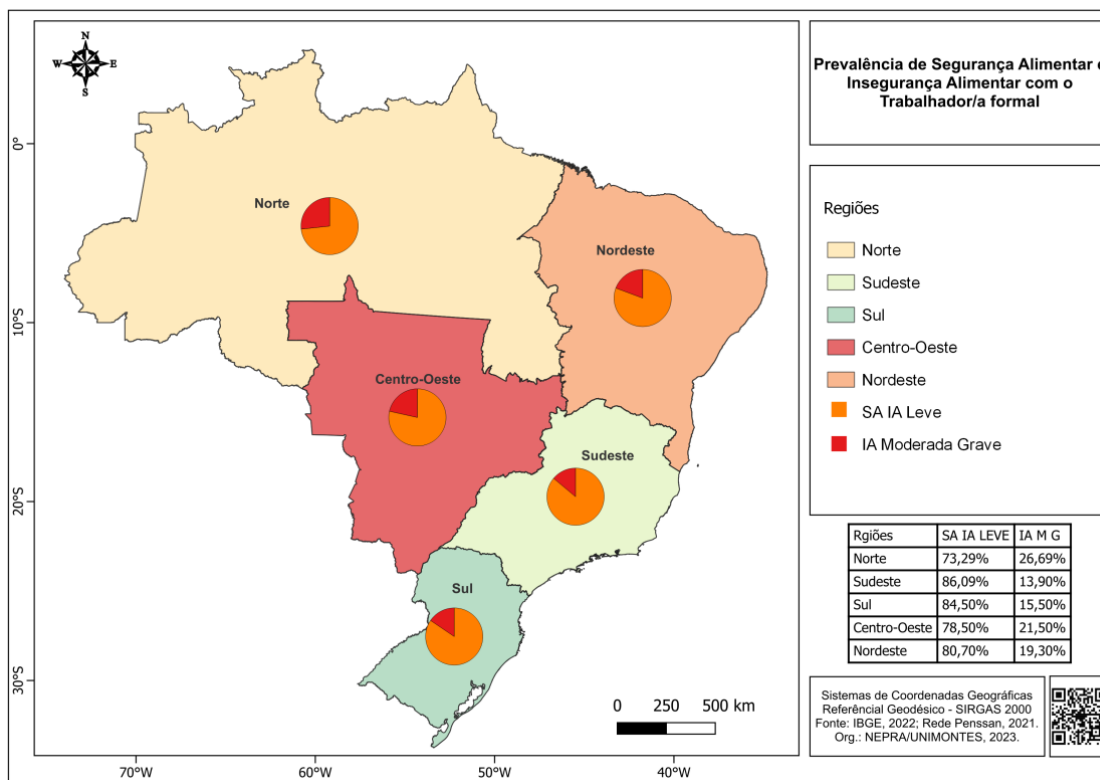 N
W E
S
Prevalência de Segurança Alimentar e
Insegurança Alimentar com o
Trabalhador/a formal
0°
10°S
20°S
30°S
70°W 60°W 50°W 40°W
Norte
Nordeste
Centro-Oeste
Sudeste
Sul
0 250 500 km
Regiões
Norte
Sudeste
Sul
Centro-Oeste
Nordeste
SA IA Leve
IA Moderada Grave
Rgiões SA IA LEVE IA M G
Norte 73,29% 26,69%
Sudeste 86,09% 13,90%
Sul 84,50% 15,50%
Centro-Oeste 78,50% 21,50%
Nordeste 80,70% 19,30%
Sistemas de Coordenadas Geográficas
Referêncial Geodésico - SIRGAS 2000
Fonte: IBGE, 2022; Rede Penssan, 2021.
Org.: NEPRA/UNIMONTES, 2023.